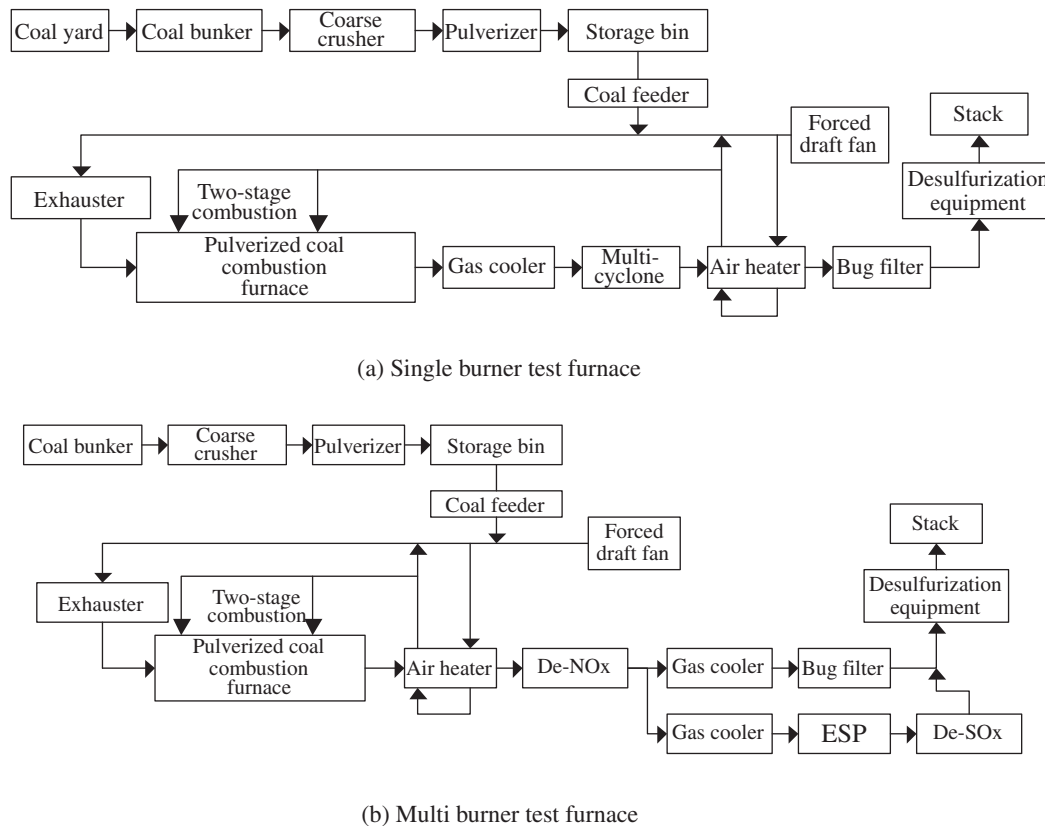 Coal yard
Coal bunker
Coarse
crusher
Pulverizer
Storage bin
Coal feeder
Forced
draft fan
Stack
Exhauster
Two-stage
combustion
Desulfurization
equipment
Pulverized coal
combustion
furnace
Gas cooler
Multi-
cyclone
Air heater
Bug filter
(a) Single burner test furnace
Coal bunker
Coarse
crusher
Pulverizer
Storage bin
Coal feeder
Forced
draft fan
Stack
Exhauster
Two-stage
combustion
Desulfurization
equipment
Pulverized coal
combustion
furnace
Air heater
De-NOx
Gas cooler
Bug filter
Gas cooler
ESP
De-SOx
(b) Multi burner test furnace